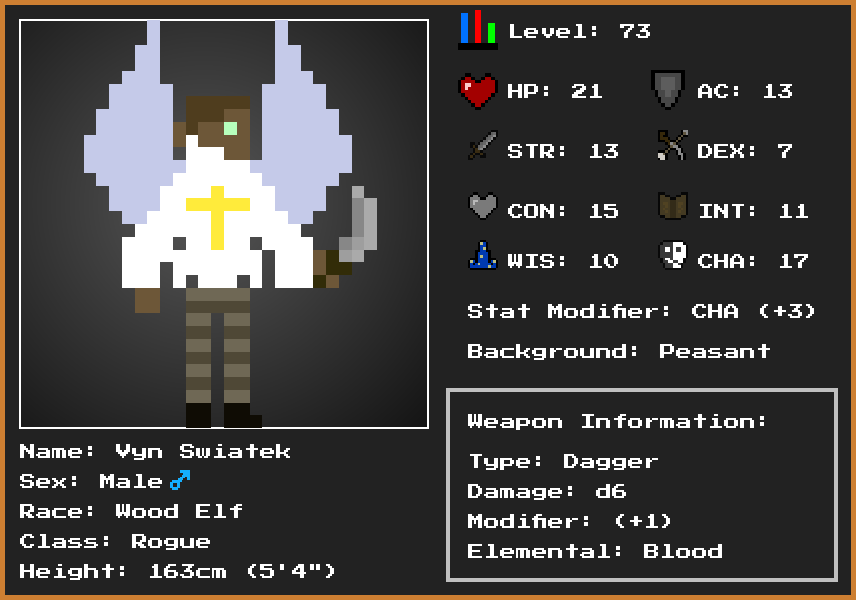 Level: 73
HP: 21
AC: 13
STR: 13
DEX: 7
CON: 15
INT: 11
WIS: 10
CHA: 17
Stat Modifier: CHA (+3)
Background: Peasant
Weapon Information:
Type: Dagger
Damage: d6
Modifier: (+1)
Elemental: Blood
Name: Vyn Swiatek
Sex: Male ♂
Race: Wood Elf
Class: Rogue
Height: 163cm (5'4")